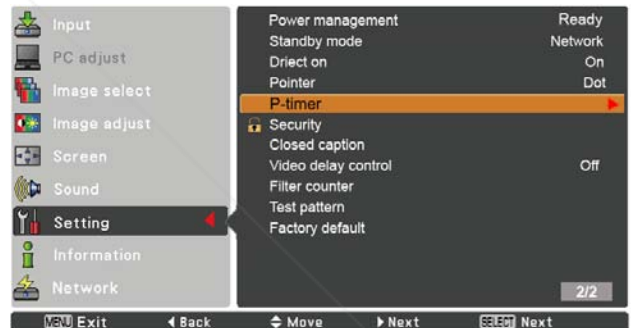 Input
PC adjust
Image select
Image adjust
Screen
Sound
Setting
Information
Network
Power management Ready
Standby mode Network
Driect on On
Pointer Dot
P-timer
Security
Closed caption
Video delay control Off
Filter counter
Test pattern
Factory default
2/2
MENU Exit Back Move Next SELECT Next